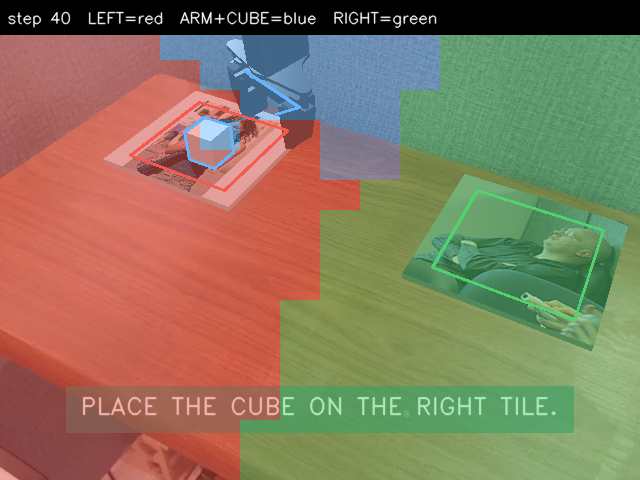 step 40 LEFT=red ARM+CUBE=blue RIGHT=green
PLACE THE CUBE ON THE RIGHT TILE.